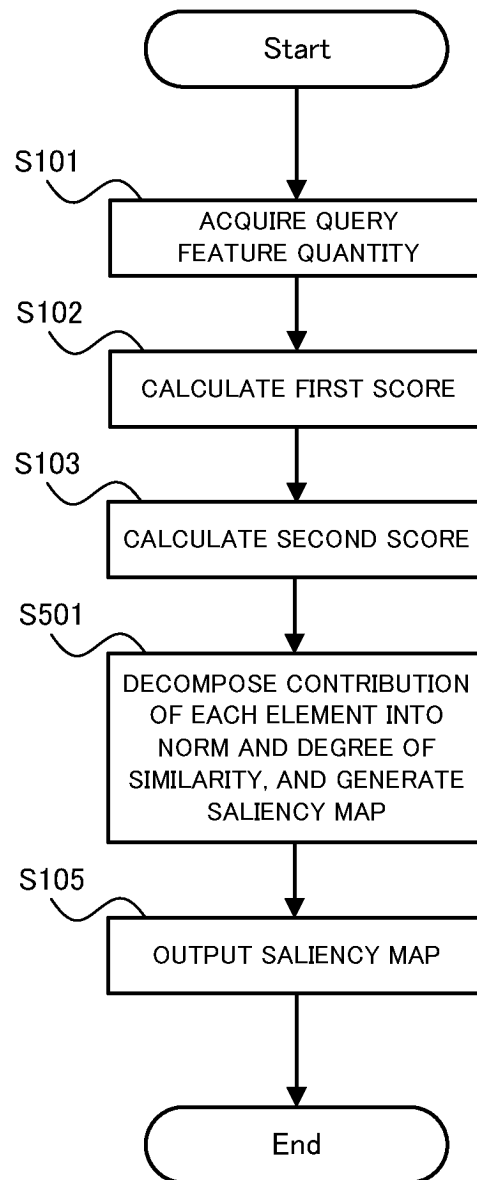 Start
S101
ACQUIRE QUERY
FEATURE QUANTITY
S102
CALCULATE FIRST SCORE
S103
CALCULATE SECOND SCORE
S501
DECOMPOSE CONTRIBUTION
OF EACH ELEMENT INTO
NORM AND DEGREE OF
SIMILARITY, AND GENERATE
SALIENCY MAP
S105
OUTPUT SALIENCY MAP
End